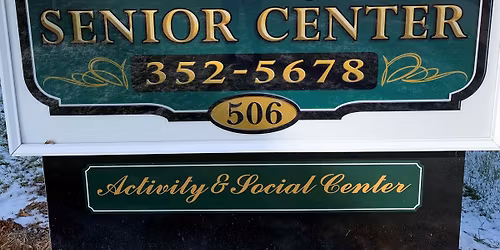 SENIOR CENTER
352-5678
506
Activity & Social Center